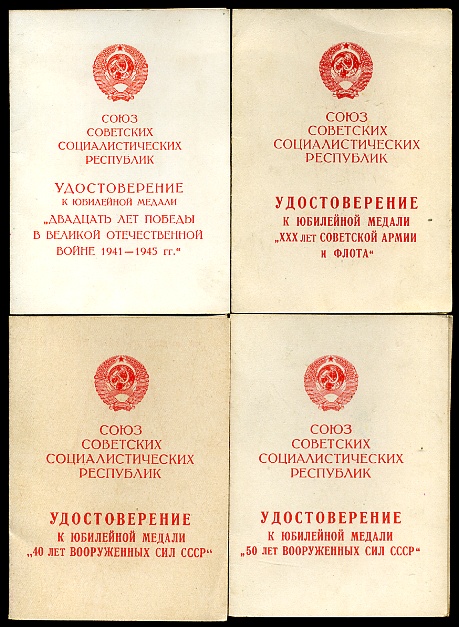 СОЮЗ
СОВЕТСКИХ
СОЦИАЛИСТИЧЕСКИХ
РЕСПУБЛИК
УДОСТОВЕРЕНИЕ
К ЮБИЛЕЙНОЙ МЕДАЛИ
„ДВАДЦАТЬ ЛЕТ ПОБЕДЫ
В ВЕЛИКОЙ ОТЕЧЕСТВЕННОЙ
ВОЙНЕ 1941—1945 гг.“
СОЮЗ
СОВЕТСКИХ
СОЦИАЛИСТИЧЕСКИХ
РЕСПУБЛИК
УДОСТОВЕРЕНИЕ
К ЮБИЛЕЙНОЙ МЕДАЛИ
„XXX ЛЕТ СОВЕТСКОЙ АРМИИ
И ФЛОТА“
СОЮЗ
СОВЕТСКИХ
СОЦИАЛИСТИЧЕСКИХ
РЕСПУБЛИК
УДОСТОВЕРЕНИЕ
К ЮБИЛЕЙНОЙ МЕДАЛИ
„40 ЛЕТ ВООРУЖЕННЫХ СИЛ СССР“
СОЮЗ
СОВЕТСКИХ
СОЦИАЛИСТИЧЕСКИХ
РЕСПУБЛИК
УДОСТОВЕРЕНИЕ
К ЮБИЛЕЙНОЙ МЕДАЛИ
„50 ЛЕТ ВООРУЖЕННЫХ СИЛ СССР“